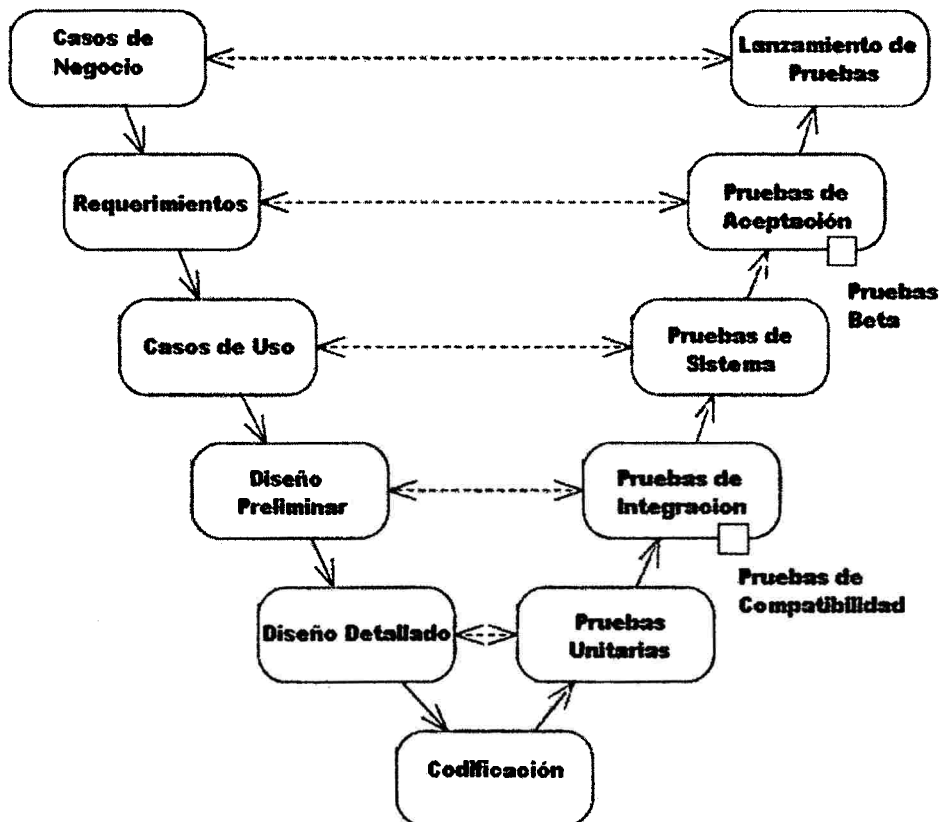 Casos de
Negocio
Lanzamiento de
Pruebas
Requerimientos
Pruebas de
Aceptación
Pruebas
Beta
Casos de Uso
Pruebas de
Sistema
Diseño
Preliminar
Pruebas de
Integracion
Pruebas de
Compatibilidad
Diseño Detallado
Pruebas
Unitarias
Codificación